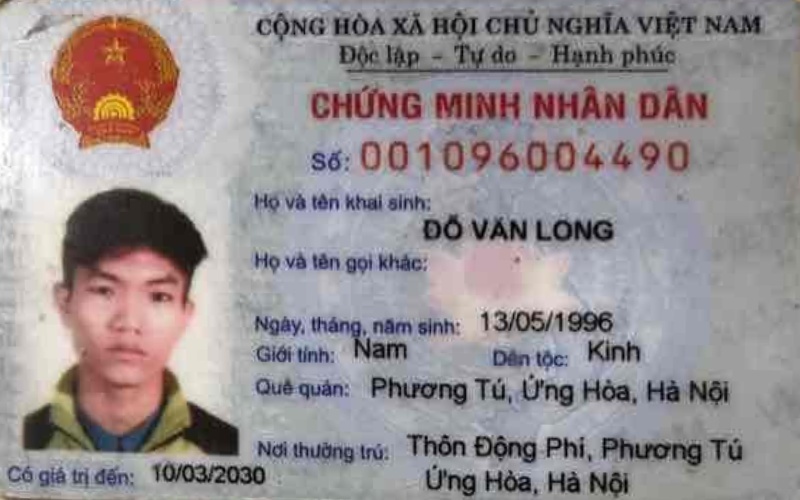 CỘNG HÒA XÃ HỘI CHỦ NGHĨA VIỆT NAM
Độc lập - Tự do - Hạnh phúc
CHỨNG MINH NHÂN DÂN
Số: 001096004490
Họ và tên khai sinh:
ĐỖ VĂN LONG
Họ và tên gọi khác:
Ngày, tháng, năm sinh: 13/05/1996
Giới tính: Nam Dân tộc: Kinh
Quê quán: Phương Tú, Ứng Hòa, Hà Nội
Nơi thường trú: Thôn Động Phí, Phương Tú
Ứng Hòa, Hà Nội
Có giá trị đến: 10/03/2030